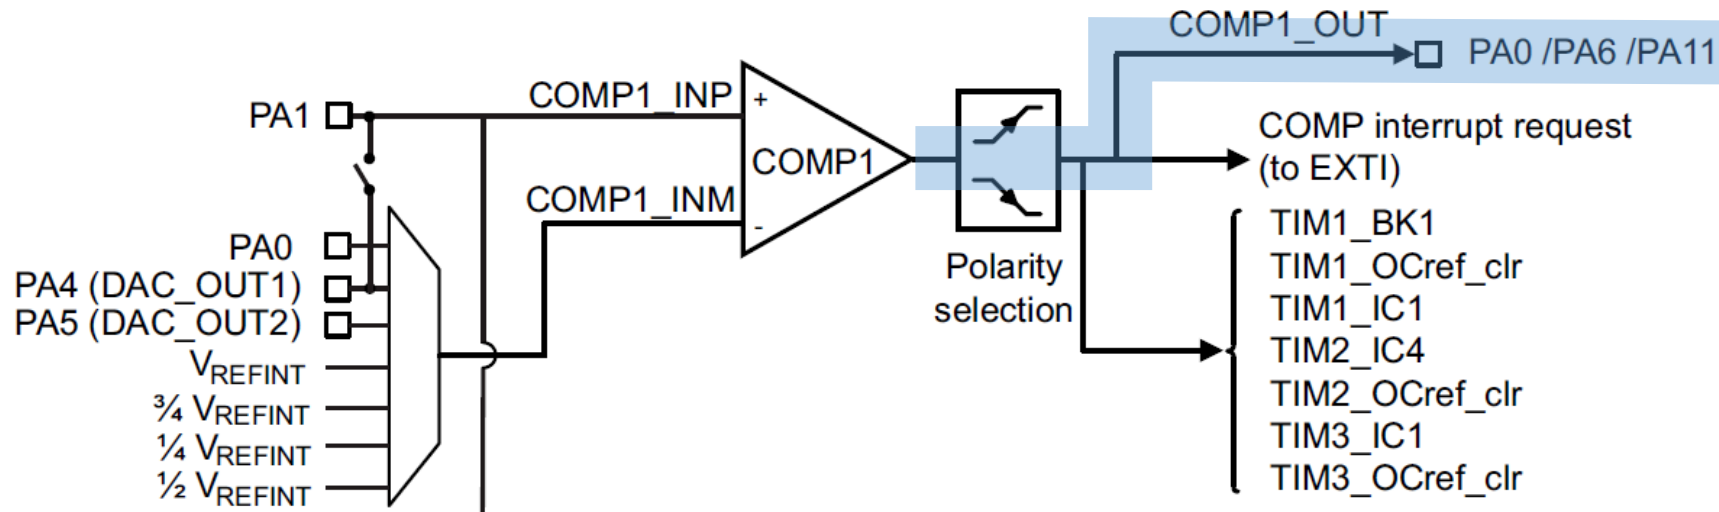 COMP1_OUT
PA0 /PA6 /PA11
PA1
COMP1_INP
+
COMP1
COMP interrupt request
(to EXTI)
COMP1_INM
-
PA0
PA4 (DAC_OUT1)
PA5 (DAC_OUT2)
VREFINT
¾ VREFINT
¼ VREFINT
½ VREFINT
Polarity
selection
TIM1_BK1
TIM1_OCref_clr
TIM1_IC1
TIM2_IC4
TIM2_OCref_clr
TIM3_IC1
TIM3_OCref_clr